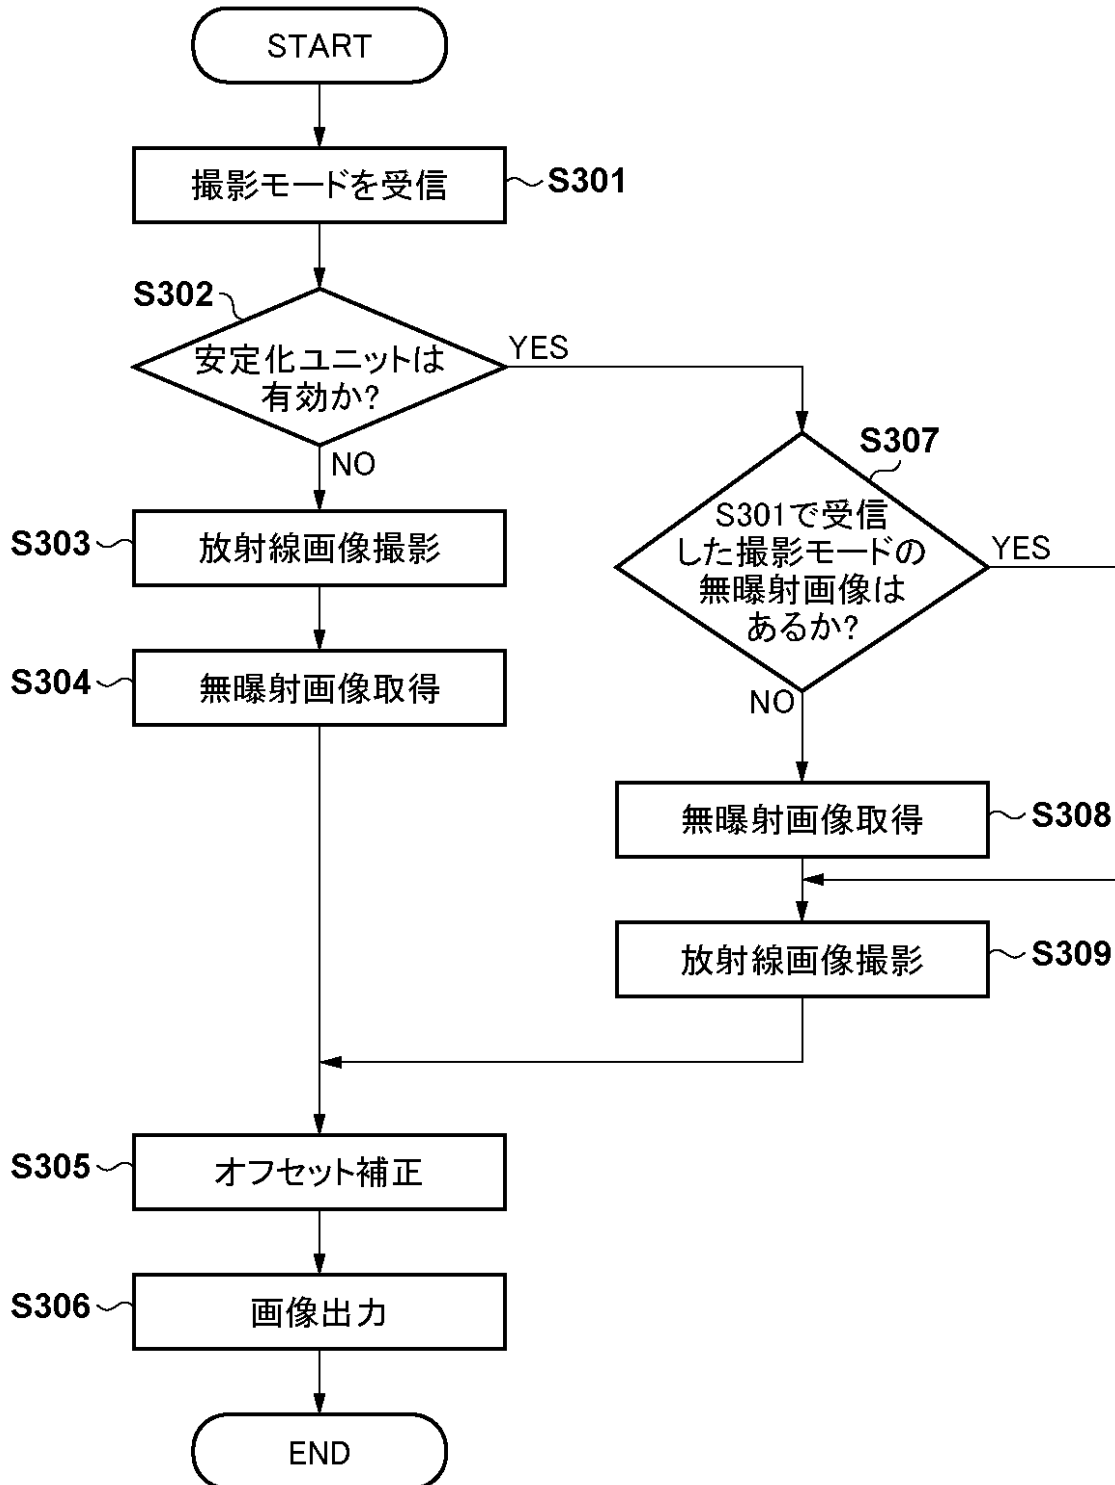 START
撮影モードを受信
S301
S302
安定化ユニットは
有効か?
YES
NO
S307
S301で受信
した撮影モードの
無曝射画像は
あるか?
YES
NO
S303
放射線画像撮影
S304
無曝射画像取得
無曝射画像取得
S308
放射線画像撮影
S309
S305
オフセット補正
S306
画像出力
END